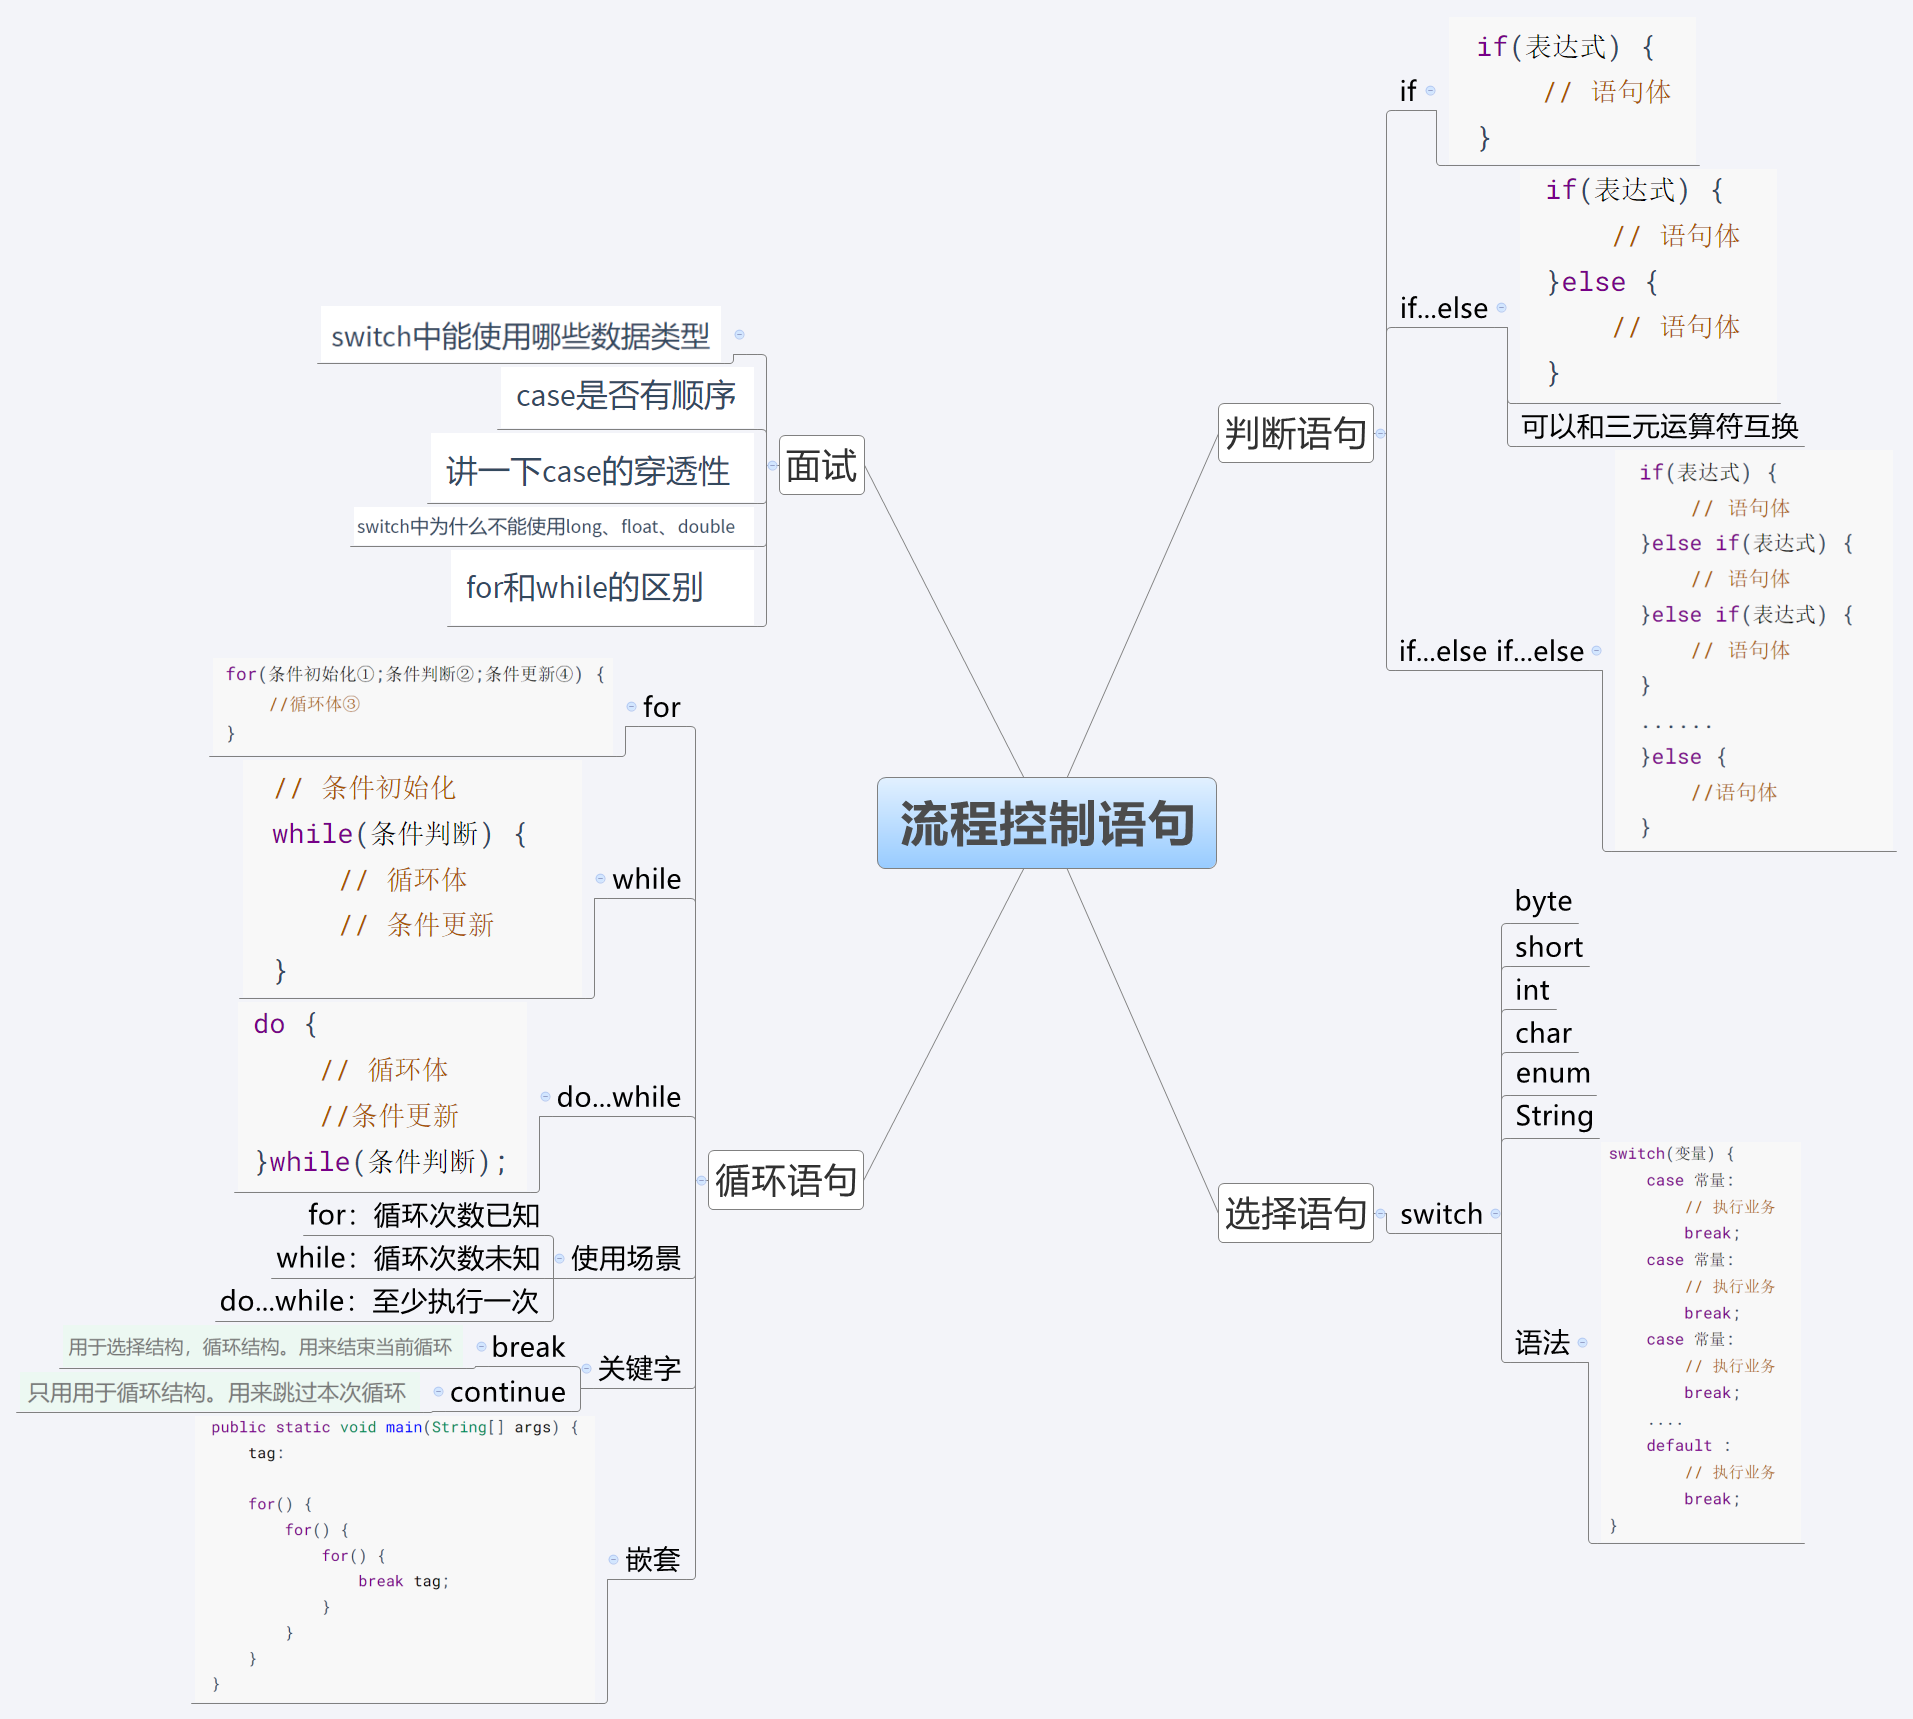 流程控制语句
判断语句
if
if(表达式) {
// 语句体
}
if...else
if(表达式) {
// 语句体
}else {
// 语句体
}
可以和三元运算符互换
if...else if...else
if(表达式) {
// 语句体
}else if(表达式) {
// 语句体
}else if(表达式) {
// 语句体
}
......
}else {
//语句体
}
选择语句
switch
byte
short
int
char
enum
String
语法
switch(变量) {
case 常量:
// 执行业务
break;
case 常量:
// 执行业务
break;
case 常量:
// 执行业务
break;
....
default :
// 执行业务
break;
}
面试
switch中能使用哪些数据类型
case是否有顺序
讲一下case的穿透性
switch中为什么不能使用long、float、double
for和while的区别
循环语句
for
for(条件初始化①;条件判断②;条件更新④) {
//循环体③
}
while
// 条件初始化
while(条件判断) {
// 循环体
// 条件更新
}
do...while
do {
// 循环体
//条件更新
}while(条件判断);
使用场景
for：循环次数已知
while：循环次数未知
do...while：至少执行一次
关键字
break
用于选择结构，循环结构。用来结束当前循环
continue
只用用于循环结构。用来跳过本次循环
嵌套
public static void main(String[] args) {
tag:
for() {
for() {
for() {
break tag;
}
}
}
}